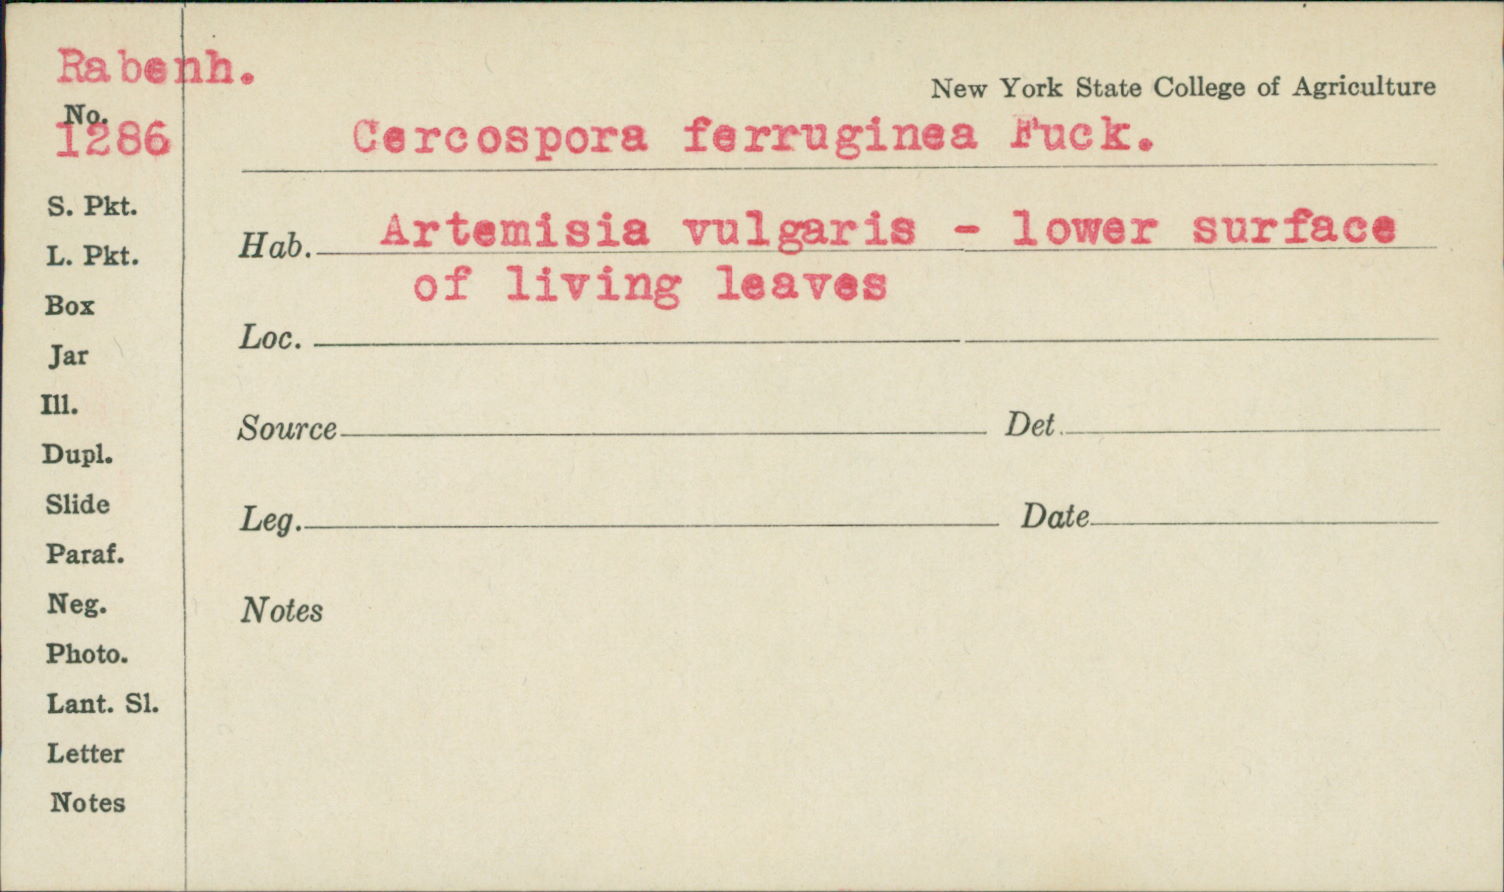 Rabenh.
New York State College of Agriculture
No.
1286
Cercospora ferruginea Fuck.
S. Pkt.
Hab. Artemisia vulgaris - lower surface
L. Pkt.
of living leaves
Box
Loc.
Jar
Ill.
Source Det.
Dupl.
Slide
Leg. Date
Paraf.
Neg.
Notes
Photo.
Lant. Sl.
Letter
Notes